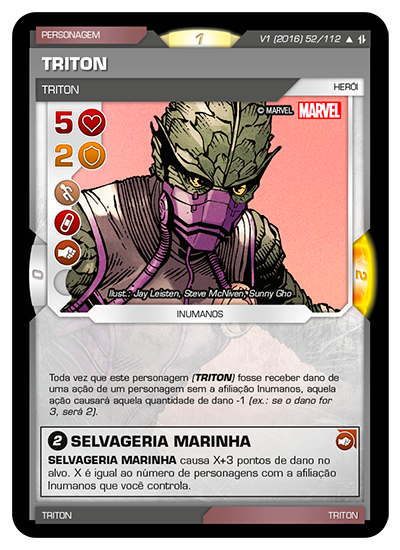 PERSONAGEM
1
V1 (2016) 52/112
TRITON
TRITON
HERÓI
© MARVEL MARVEL
5
2
0
2
Illust.: Jay Leisten, Steve McNiven, Sunny Gho
INUMANOS
Toda vez que este personagem (TRITON) fosse receber dano de
uma ação de um personagem sem a afiliação Inumanos, aquela
ação causará aquela quantidade de dano -1 (ex.: se o dano for
3, será 2).
2 SELVAGERIA MARINHA
SELVAGERIA MARINHA causa X+3 pontos de dano no
alvo. X é igual ao número de personagens com a afiliação
Inumanos que você controla.
TRITON
TRITON